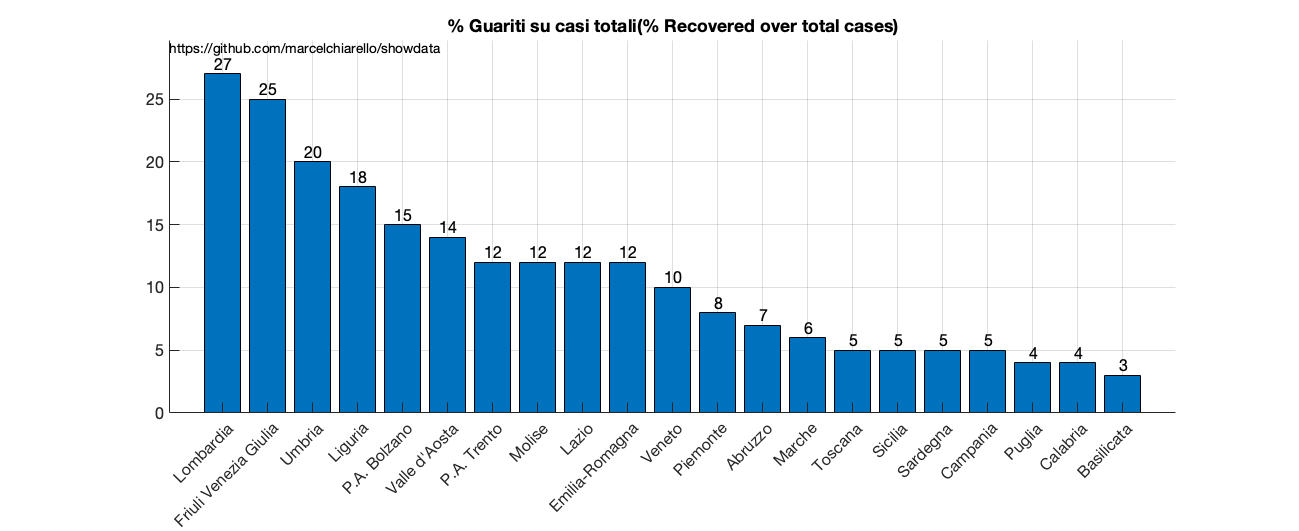 % Guariti su casi totali(% Recovered over total cases)
https://github.com/marcelchiarello/showdata
27
25
20
18
15
14
12
12
12
12
10
8
7
6
5
5
5
5
4
4
3
25
20
15
10
5
0
Lombardia
Friuli Venezia Giulia
Umbria
Liguria
P.A. Bolzano
Valle d'Aosta
P.A. Trento
Molise
Lazio
Emilia-Romagna
Veneto
Piemonte
Abruzzo
Marche
Toscana
Sicilia
Sardegna
Campania
Puglia
Calabria
Basilicata